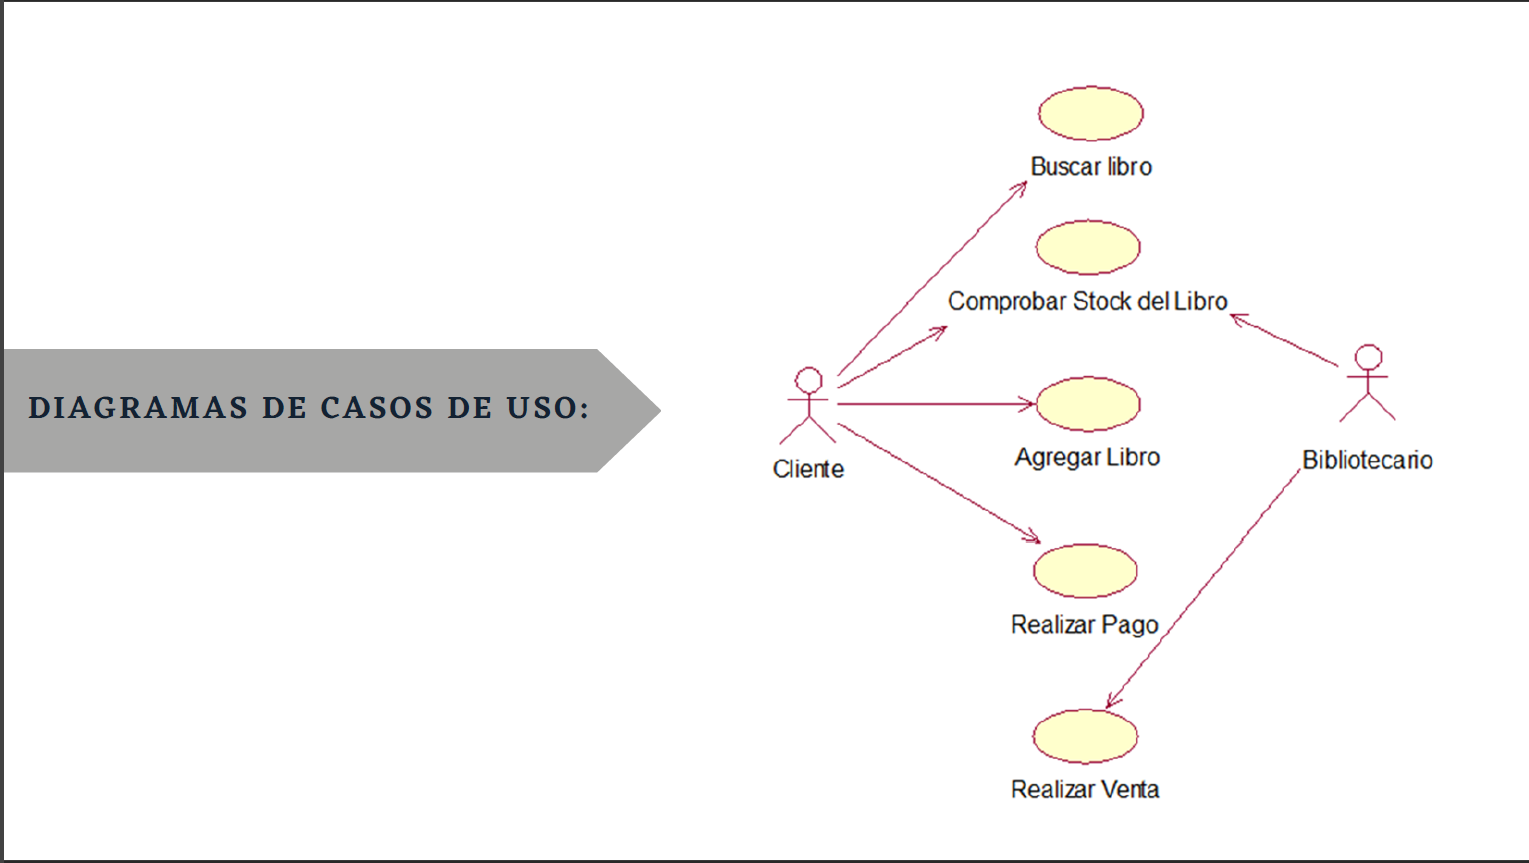 DIAGRAMAS DE CASOS DE USO:
Buscar libro
Comprobar Stock del Libro
Cliente
Agregar Libro
Bibliotecario
Realizar Pago
Realizar Venta